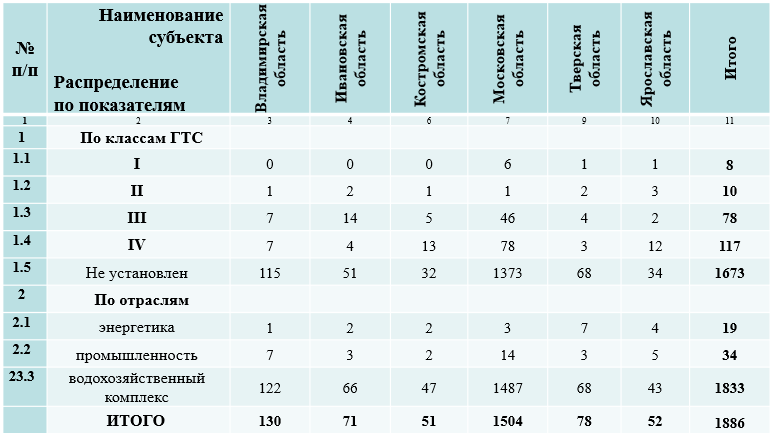 № п/п
Наименование субъекта
Распределение по показателям
Владимирская область
Ивановская область
Костромская область
Московская область
Тверская область
Ярославская область
Итого
1 2 3 4 6 7 9 10 11
1 По классам ГТС
1.1 I 0 0 0 6 1 1 8
1.2 II 1 2 1 1 2 3 10
1.3 III 7 14 5 46 4 2 78
1.4 IV 7 4 13 78 3 12 117
1.5 Не установлен 115 51 32 1373 68 34 1673
2 По отраслям
2.1 энергетика 1 2 2 3 7 4 19
2.2 промышленность 7 3 2 14 3 5 34
23.3 водохозяйственный комплекс 122 66 47 1487 68 43 1833
ИТОГО 130 71 51 1504 78 52 1886